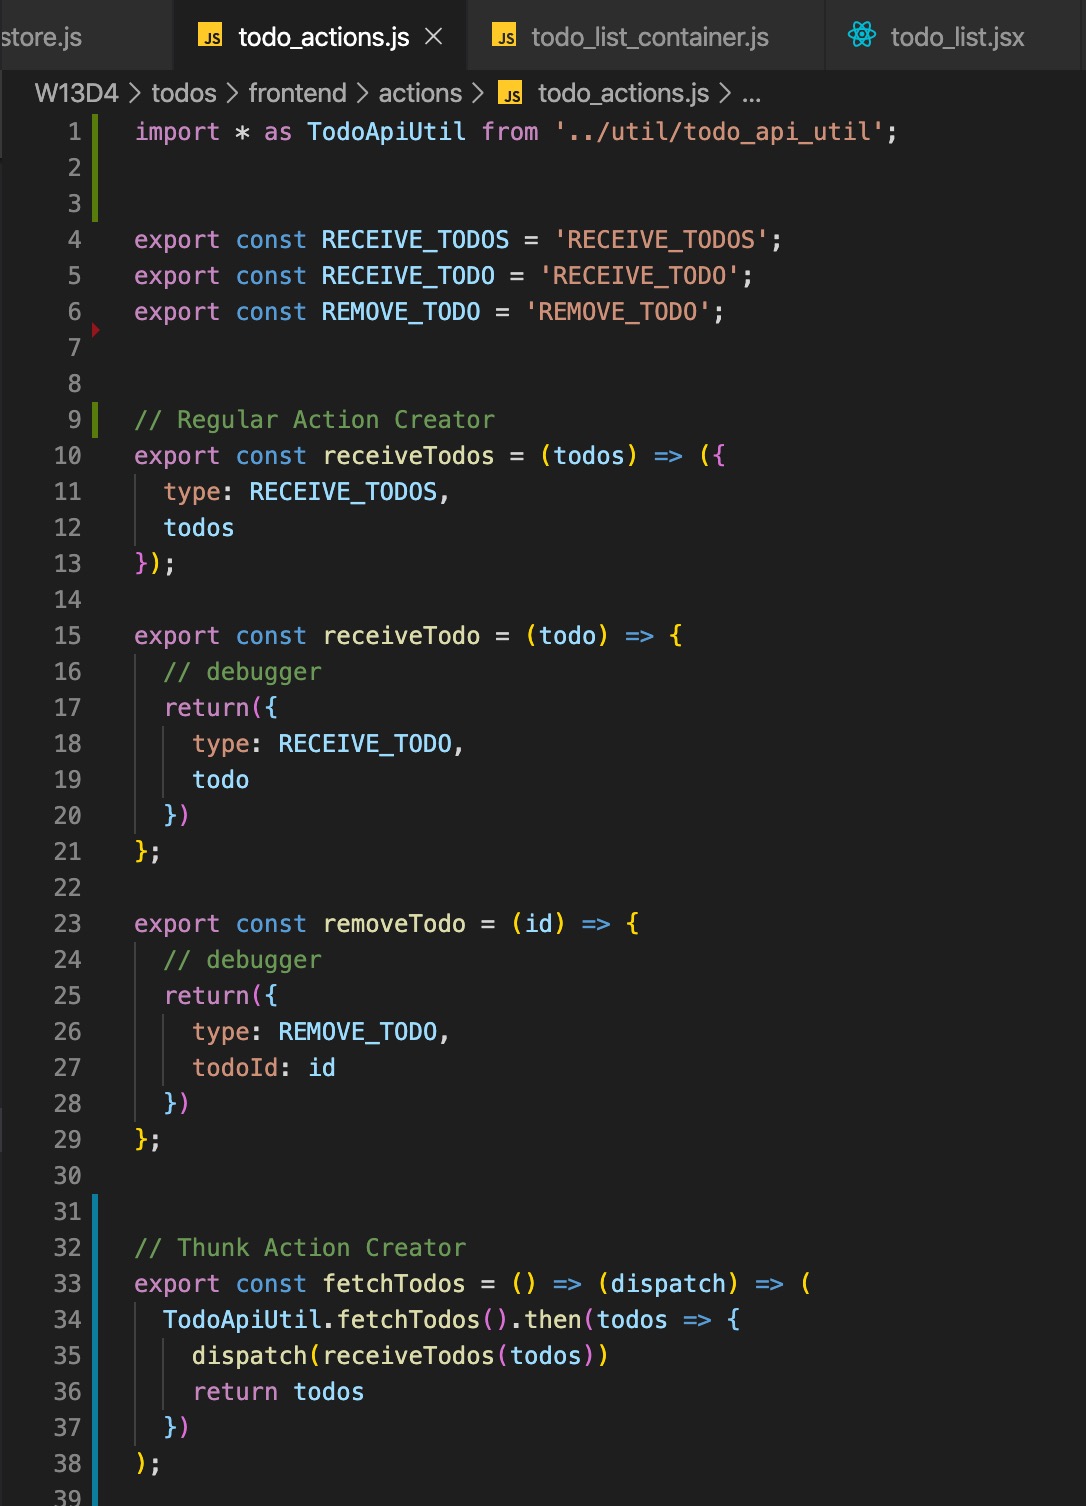 store.js JS todo_actions.js × JS todo_list_container.js todo_list.jsx
W13D4 > todos > frontend > actions > JS todo_actions.js > ...
1 import * as TodoApiUtil from '../util/todo_api_util';
2
3
4 export const RECEIVE_TODOS = 'RECEIVE_TODOS';
5 export const RECEIVE_TODO = 'RECEIVE_TODO';
6 export const REMOVE_TODO = 'REMOVE_TODO';
7
8
9 // Regular Action Creator
10 export const receiveTodos = (todos) => ({
11 type: RECEIVE_TODOS,
12 todos
13 });
14
15 export const receiveTodo = (todo) => {
16 // debugger
17 return({
18 type: RECEIVE_TODO,
19 todo
20 })
21 };
22
23 export const removeTodo = (id) => {
24 // debugger
25 return({
26 type: REMOVE_TODO,
27 todoId: id
28 })
29 };
30
31
32 // Thunk Action Creator
33 export const fetchTodos = () => (dispatch) => (
34 TodoApiUtil.fetchTodos().then(todos => {
35 dispatch(receiveTodos(todos))
36 return todos
37 })
38 );
39